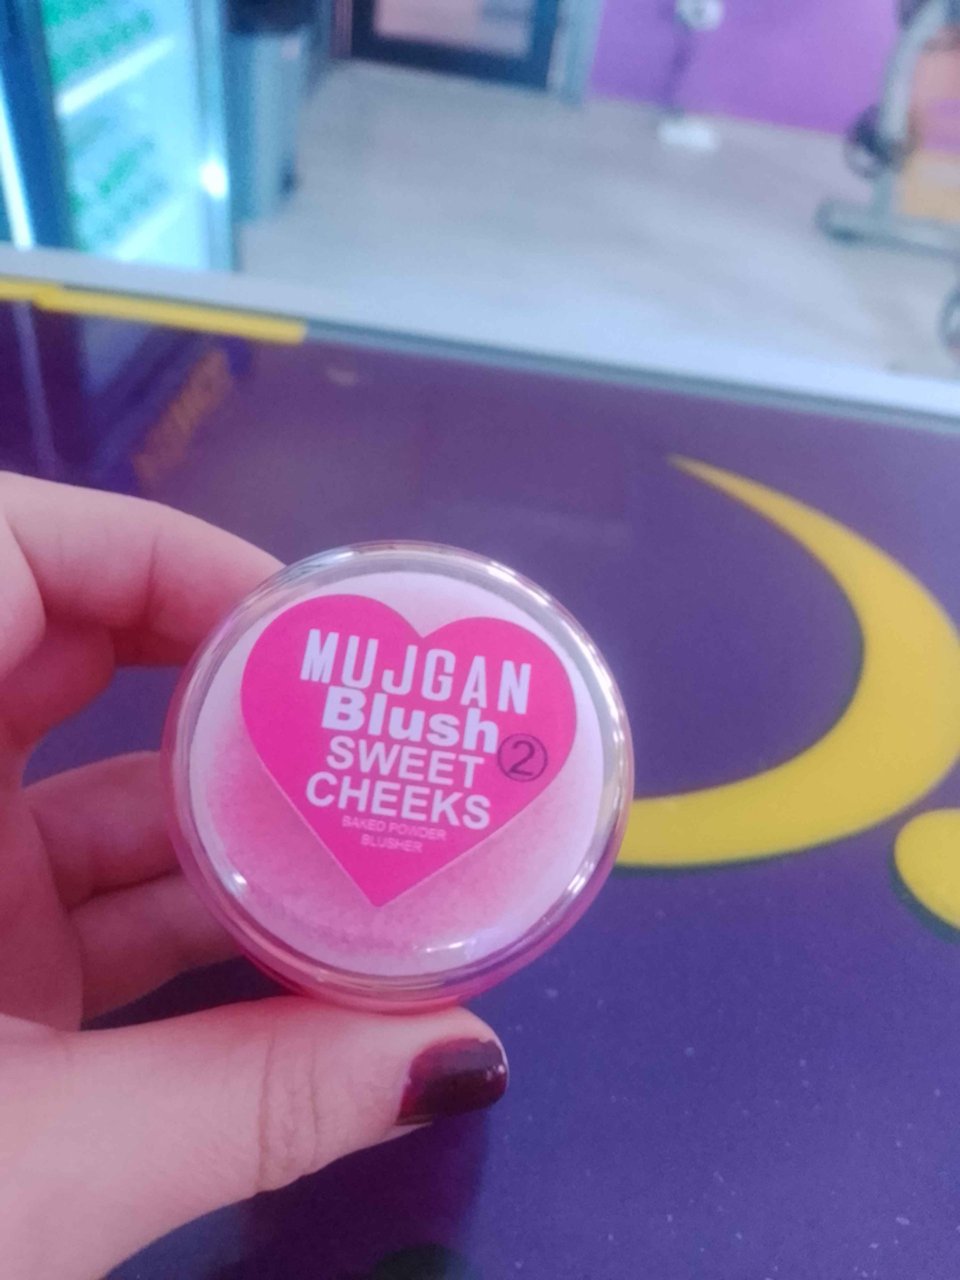 MUJGAN
Blush
SWEET 2
CHEEKS
BAKED POWDER
BLUSHER